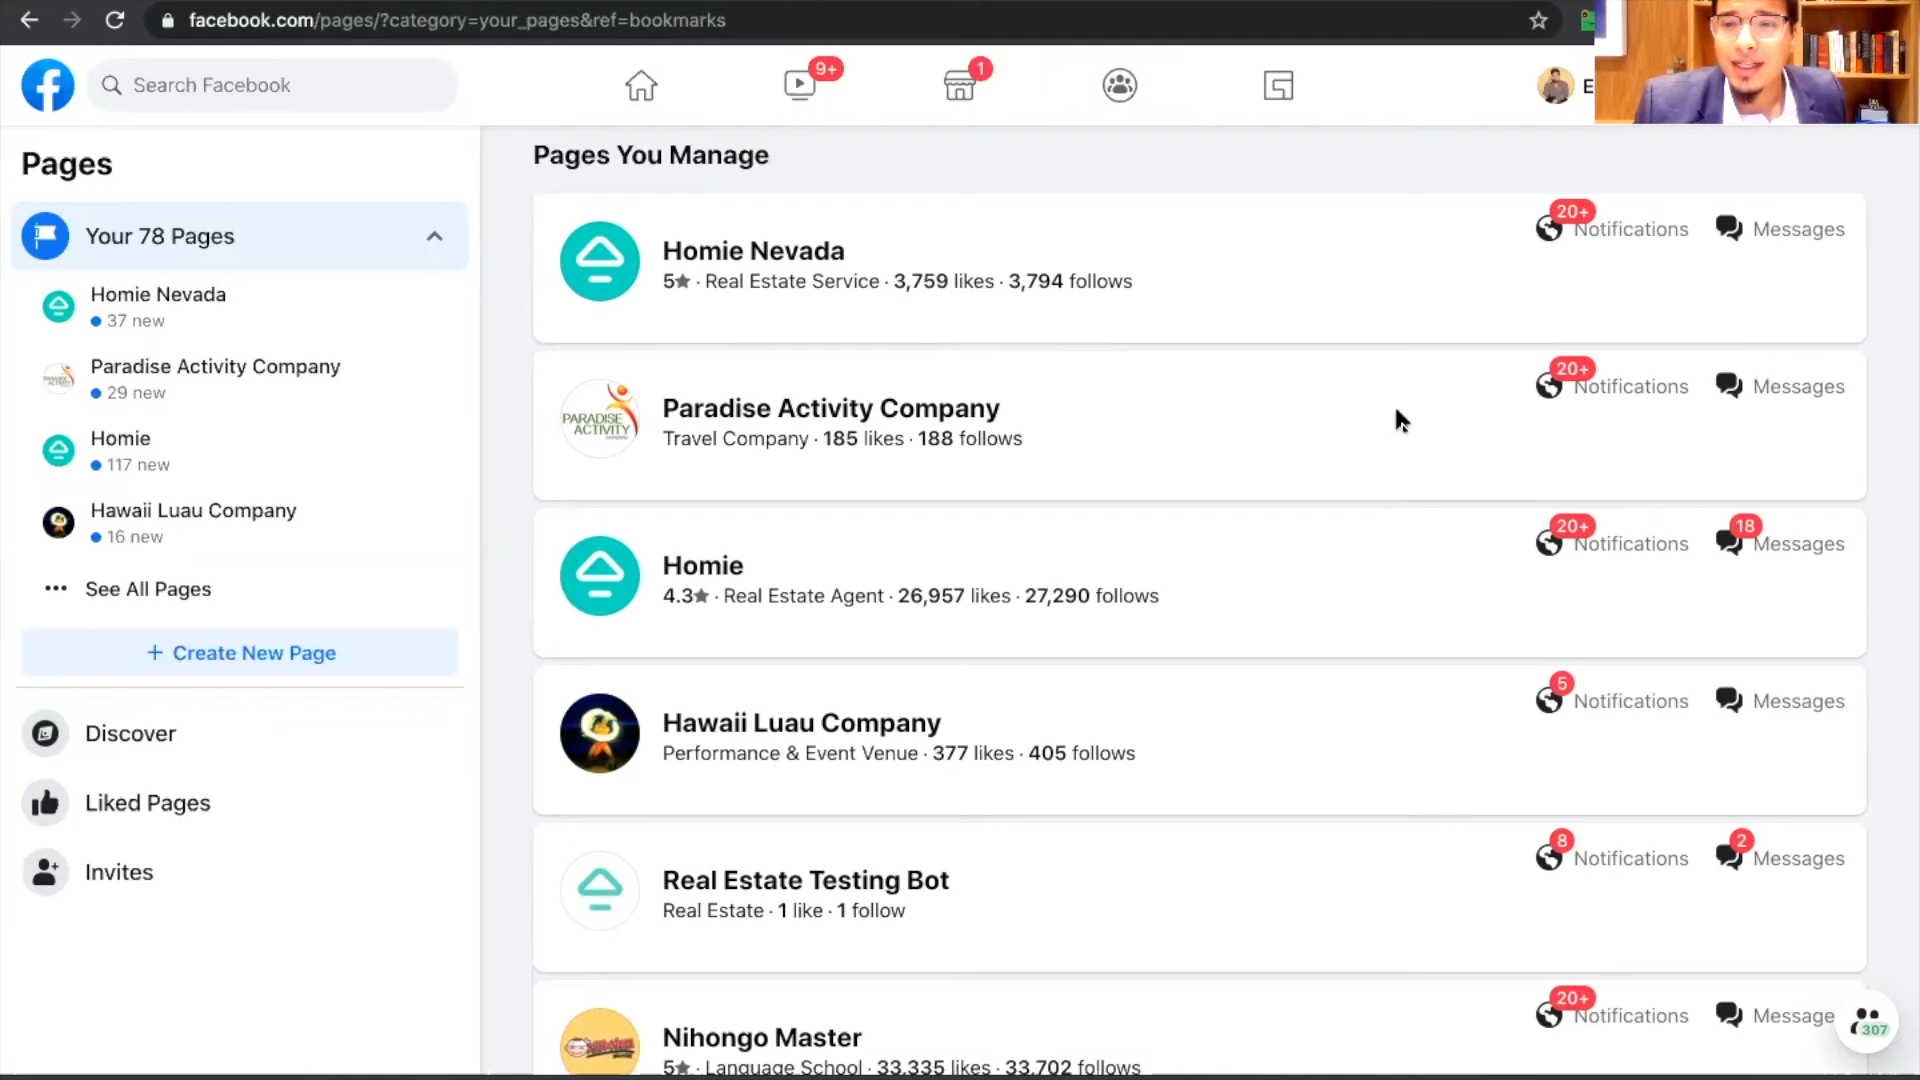 facebook.com/pages/?category=your_pages&ref=bookmarks
Search Facebook
9+
1
E
Pages
Your 78 Pages
Homie Nevada
37 new
Paradise Activity Company
29 new
Homie
117 new
Hawaii Luau Company
16 new
See All Pages
+ Create New Page
Discover
Liked Pages
Invites
Pages You Manage
Homie Nevada
5★ · Real Estate Service · 3,759 likes · 3,794 follows
20+
Notifications
Messages
PARADISE
ACTIVITY
Paradise Activity Company
Travel Company · 185 likes · 188 follows
20+
Notifications
Messages
Homie
4.3★ · Real Estate Agent · 26,957 likes · 27,290 follows
20+
Notifications
18
Messages
Hawaii Luau Company
Performance & Event Venue · 377 likes · 405 follows
5
Notifications
Messages
Real Estate Testing Bot
Real Estate · 1 like · 1 follow
8
Notifications
2
Messages
Nihongo Master
5★ · Language School · 33,335 likes · 33,702 follows
20+
Notifications
Message
307